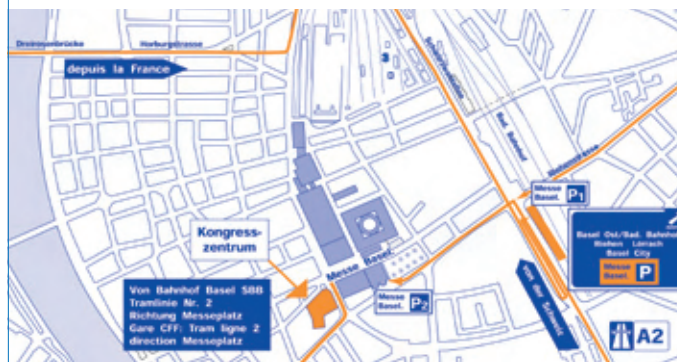 Dreirosenbrücke
Horburgstrasse
depuis la France
Schwarzwaldallee
Bad. Bahnhof
Riehenstrasse
Messe
Basel.
P1
Basel Ost/Bad. Bahnhof
Riehen Lörrach
Basel City
Messe
Basel.
P
Kongress-
zentrum
Messe Basel.
Messe
Basel.
P2
von der Schweiz
Von Bahnhof Basel SBB
Tramlinie Nr. 2
Richtung Messeplatz
Gare CFF: Tram ligne 2
direction Messeplatz
A2